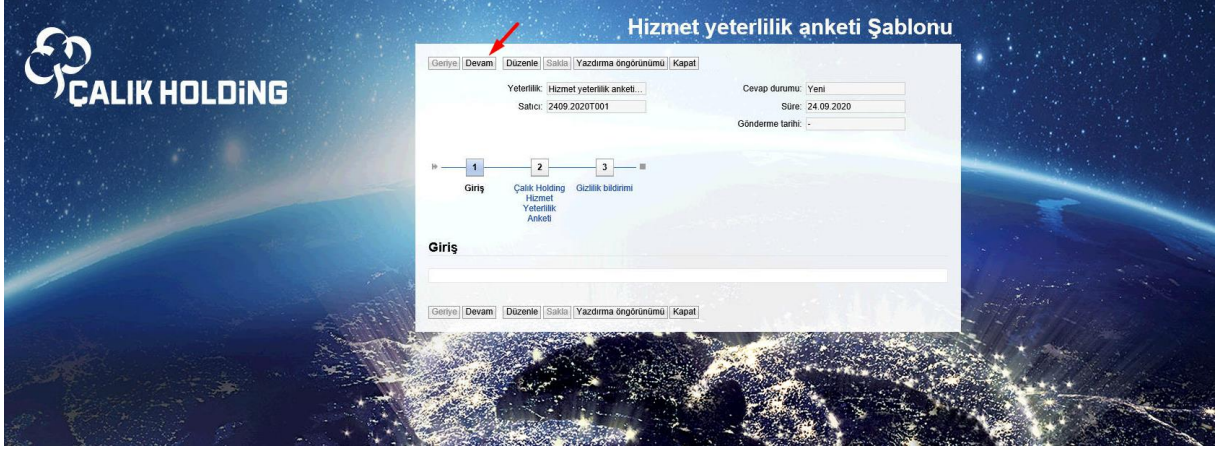 Hizmet yeterlilik anketi Şablonu
ÇALIK HOLDiNG
Geriye Devam Düzenle Sakla Yazdırma öngörünümü Kapat
Yeterlilik: Hizmet yeterlilik anketi... Cevap durumu: Yeni
Satıcı: 2409.2020T001 Süre: 24.09.2020
Gönderme tarihi: -
1 2 3
Giriş Çalık Holding Gizlilik bildirimi
Hizmet
Yeterlilik
Anketi
Giriş
Geriye Devam Düzenle Sakla Yazdırma öngörünümü Kapat